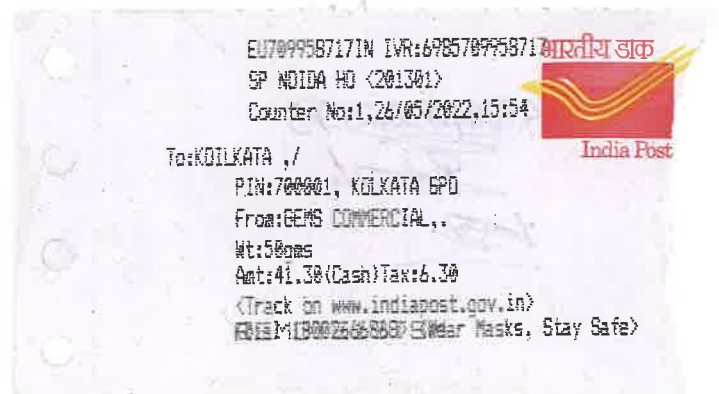 EU709958717IN IVR:6985709958717
भारतीय डाक
SP NOIDA HO <201301>
Counter No:1,26/05/2022,15:54
India Post
To:KOILKATA ,/
PIN:700001, KOLKATA GPO
From:GEMS COMMERCIAL,.
Wt:50gms
Amt:41.30(Cash)Tax:6.30
<Track on www.indiapost.gov.in>
<Wear Masks, Stay Safe>